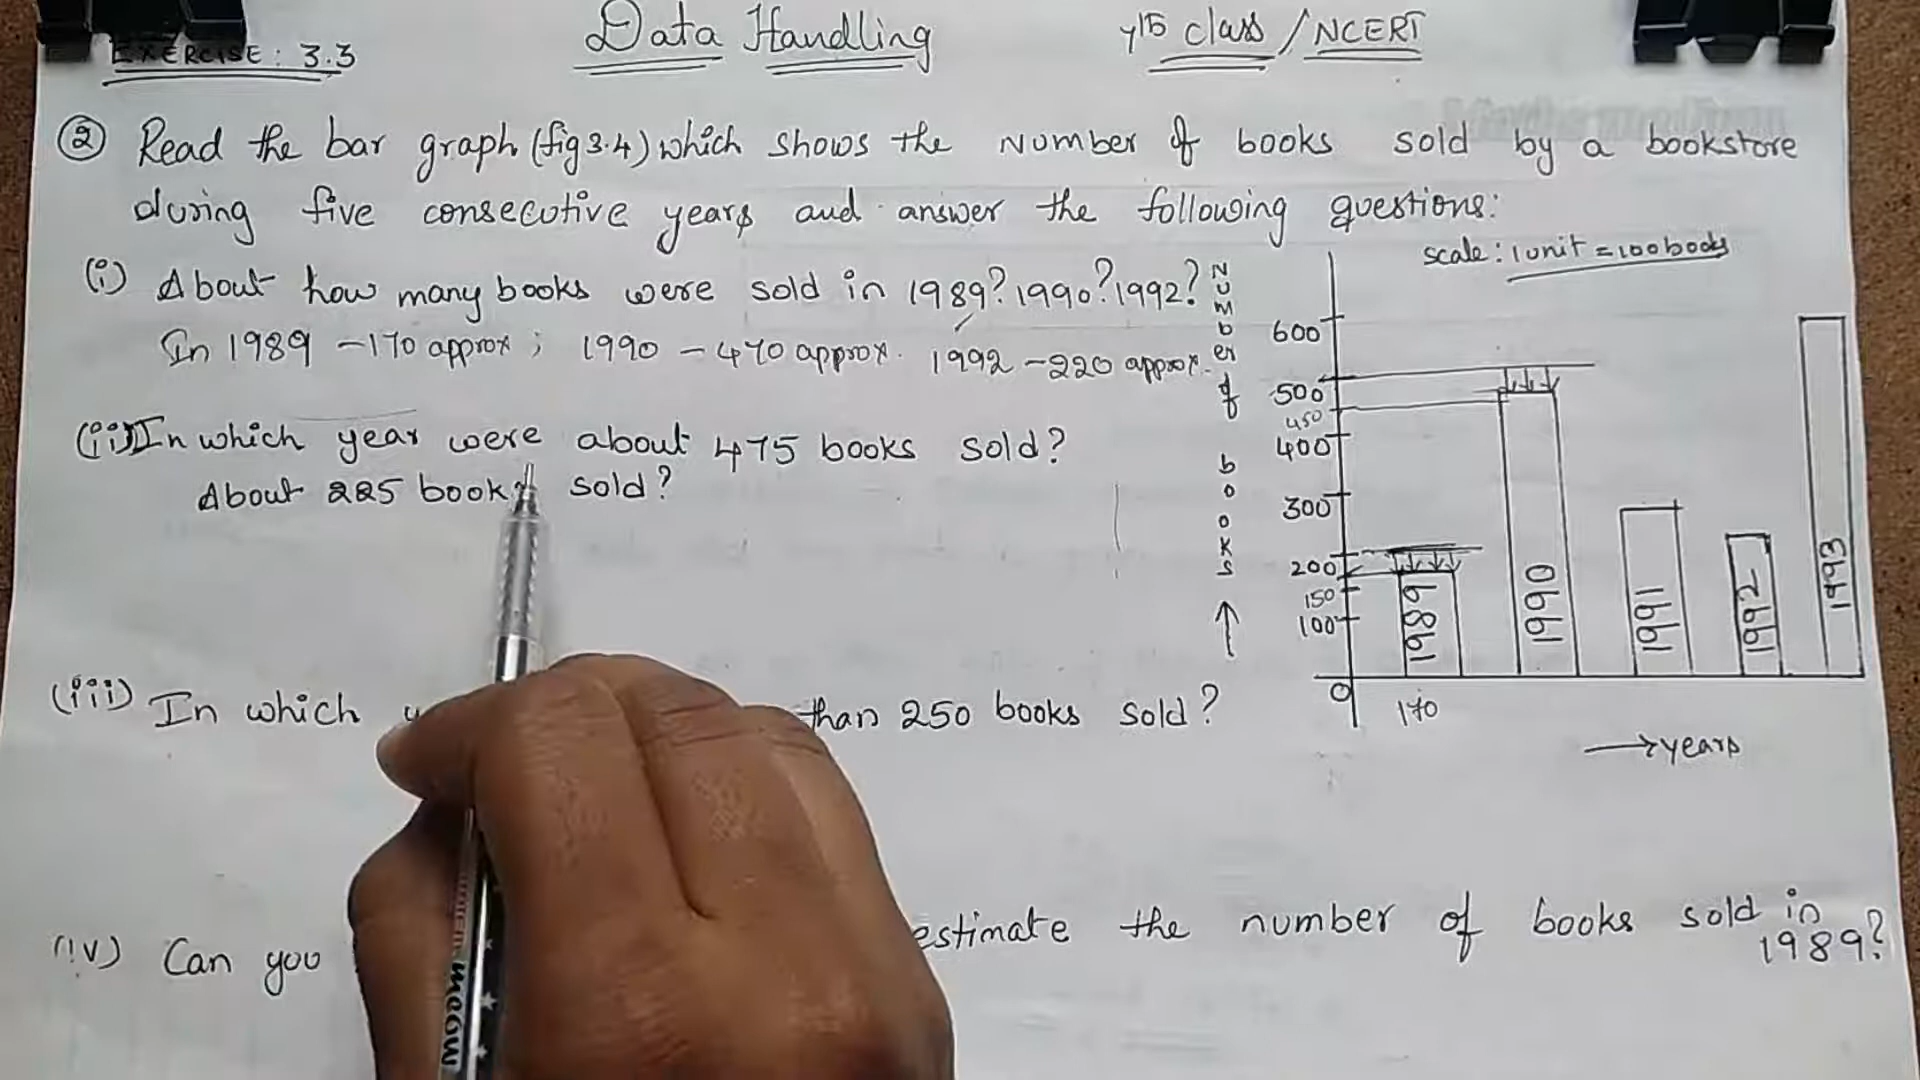 EXERCISE: 3.3
Data Handling
7th class / NCERT
② Read the bar graph (fig 3.4) which shows the Number of books sold by a bookstore
during five consecutive years and answer the following questions:
scale: 1 unit = 100 books
(i) About how many books were sold in 1989? 1990? 1992?
In 1989 - 170 approx; 1990 - 470 approx. 1992 - 220 approx.
(ii) In which year were about 475 books sold?
About 225 books sold?
(iii) In which than 250 books sold?
(iv) Can you estimate the number of books sold in
1989?
Number of books
600
500
450
400
300
200
150
100
0
1989
1990
1991
1992
1993
170
years
MEOW